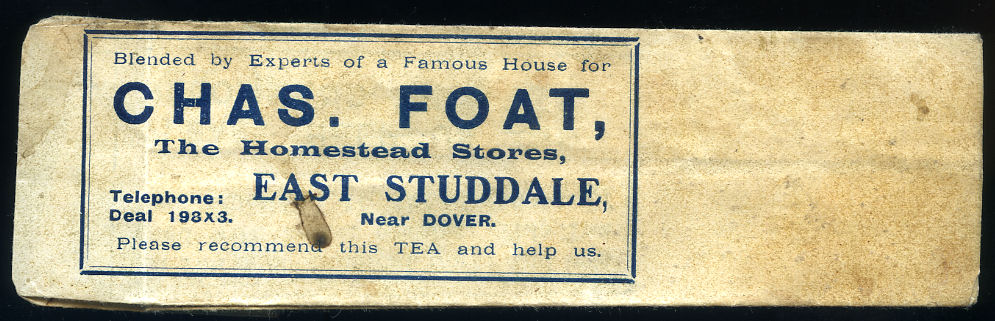 Blended by Experts of a Famous House for
CHAS. FOAT,
The Homestead Stores,
EAST STUDDALE,
Telephone:
Deal 193X3.
Near DOVER.
Please recommend this TEA and help us.